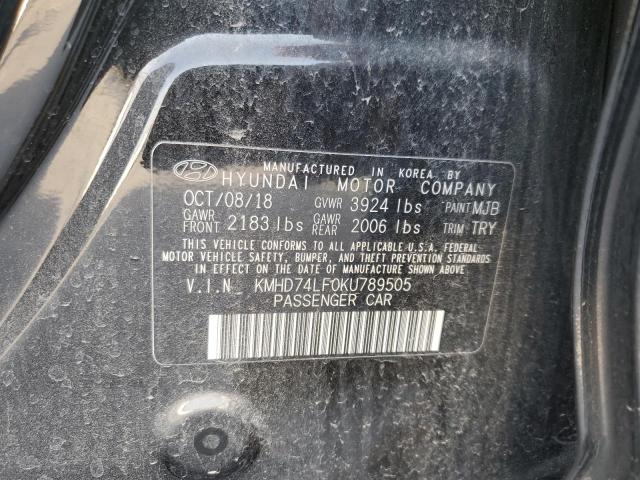 MANUFACTURED IN KOREA BY
HYUNDAI MOTOR COMPANY
OCT/08/18 GVWR 3924 lbs PAINT MJB
GAWR FRONT 2183 lbs GAWR REAR 2006 lbs TRIM TRY
THIS VEHICLE CONFORMS TO ALL APPLICABLE U.S.A. FEDERAL
MOTOR VEHICLE SAFETY, BUMPER, AND THEFT PREVENTION STANDARDS
IN EFFECT ON THE DATE OF MANUFACTURE SHOWN ABOVE.
V.I.N KMHD74LF0KU789505
PASSENGER CAR